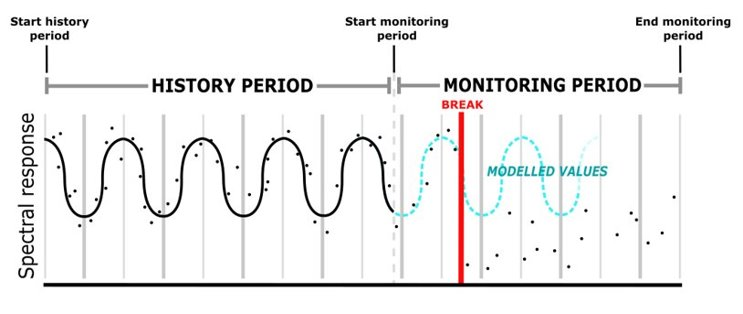 Start history
period
Start monitoring
period
End monitoring
period
HISTORY PERIOD
MONITORING PERIOD
BREAK
Spectral response
MODELLED VALUES